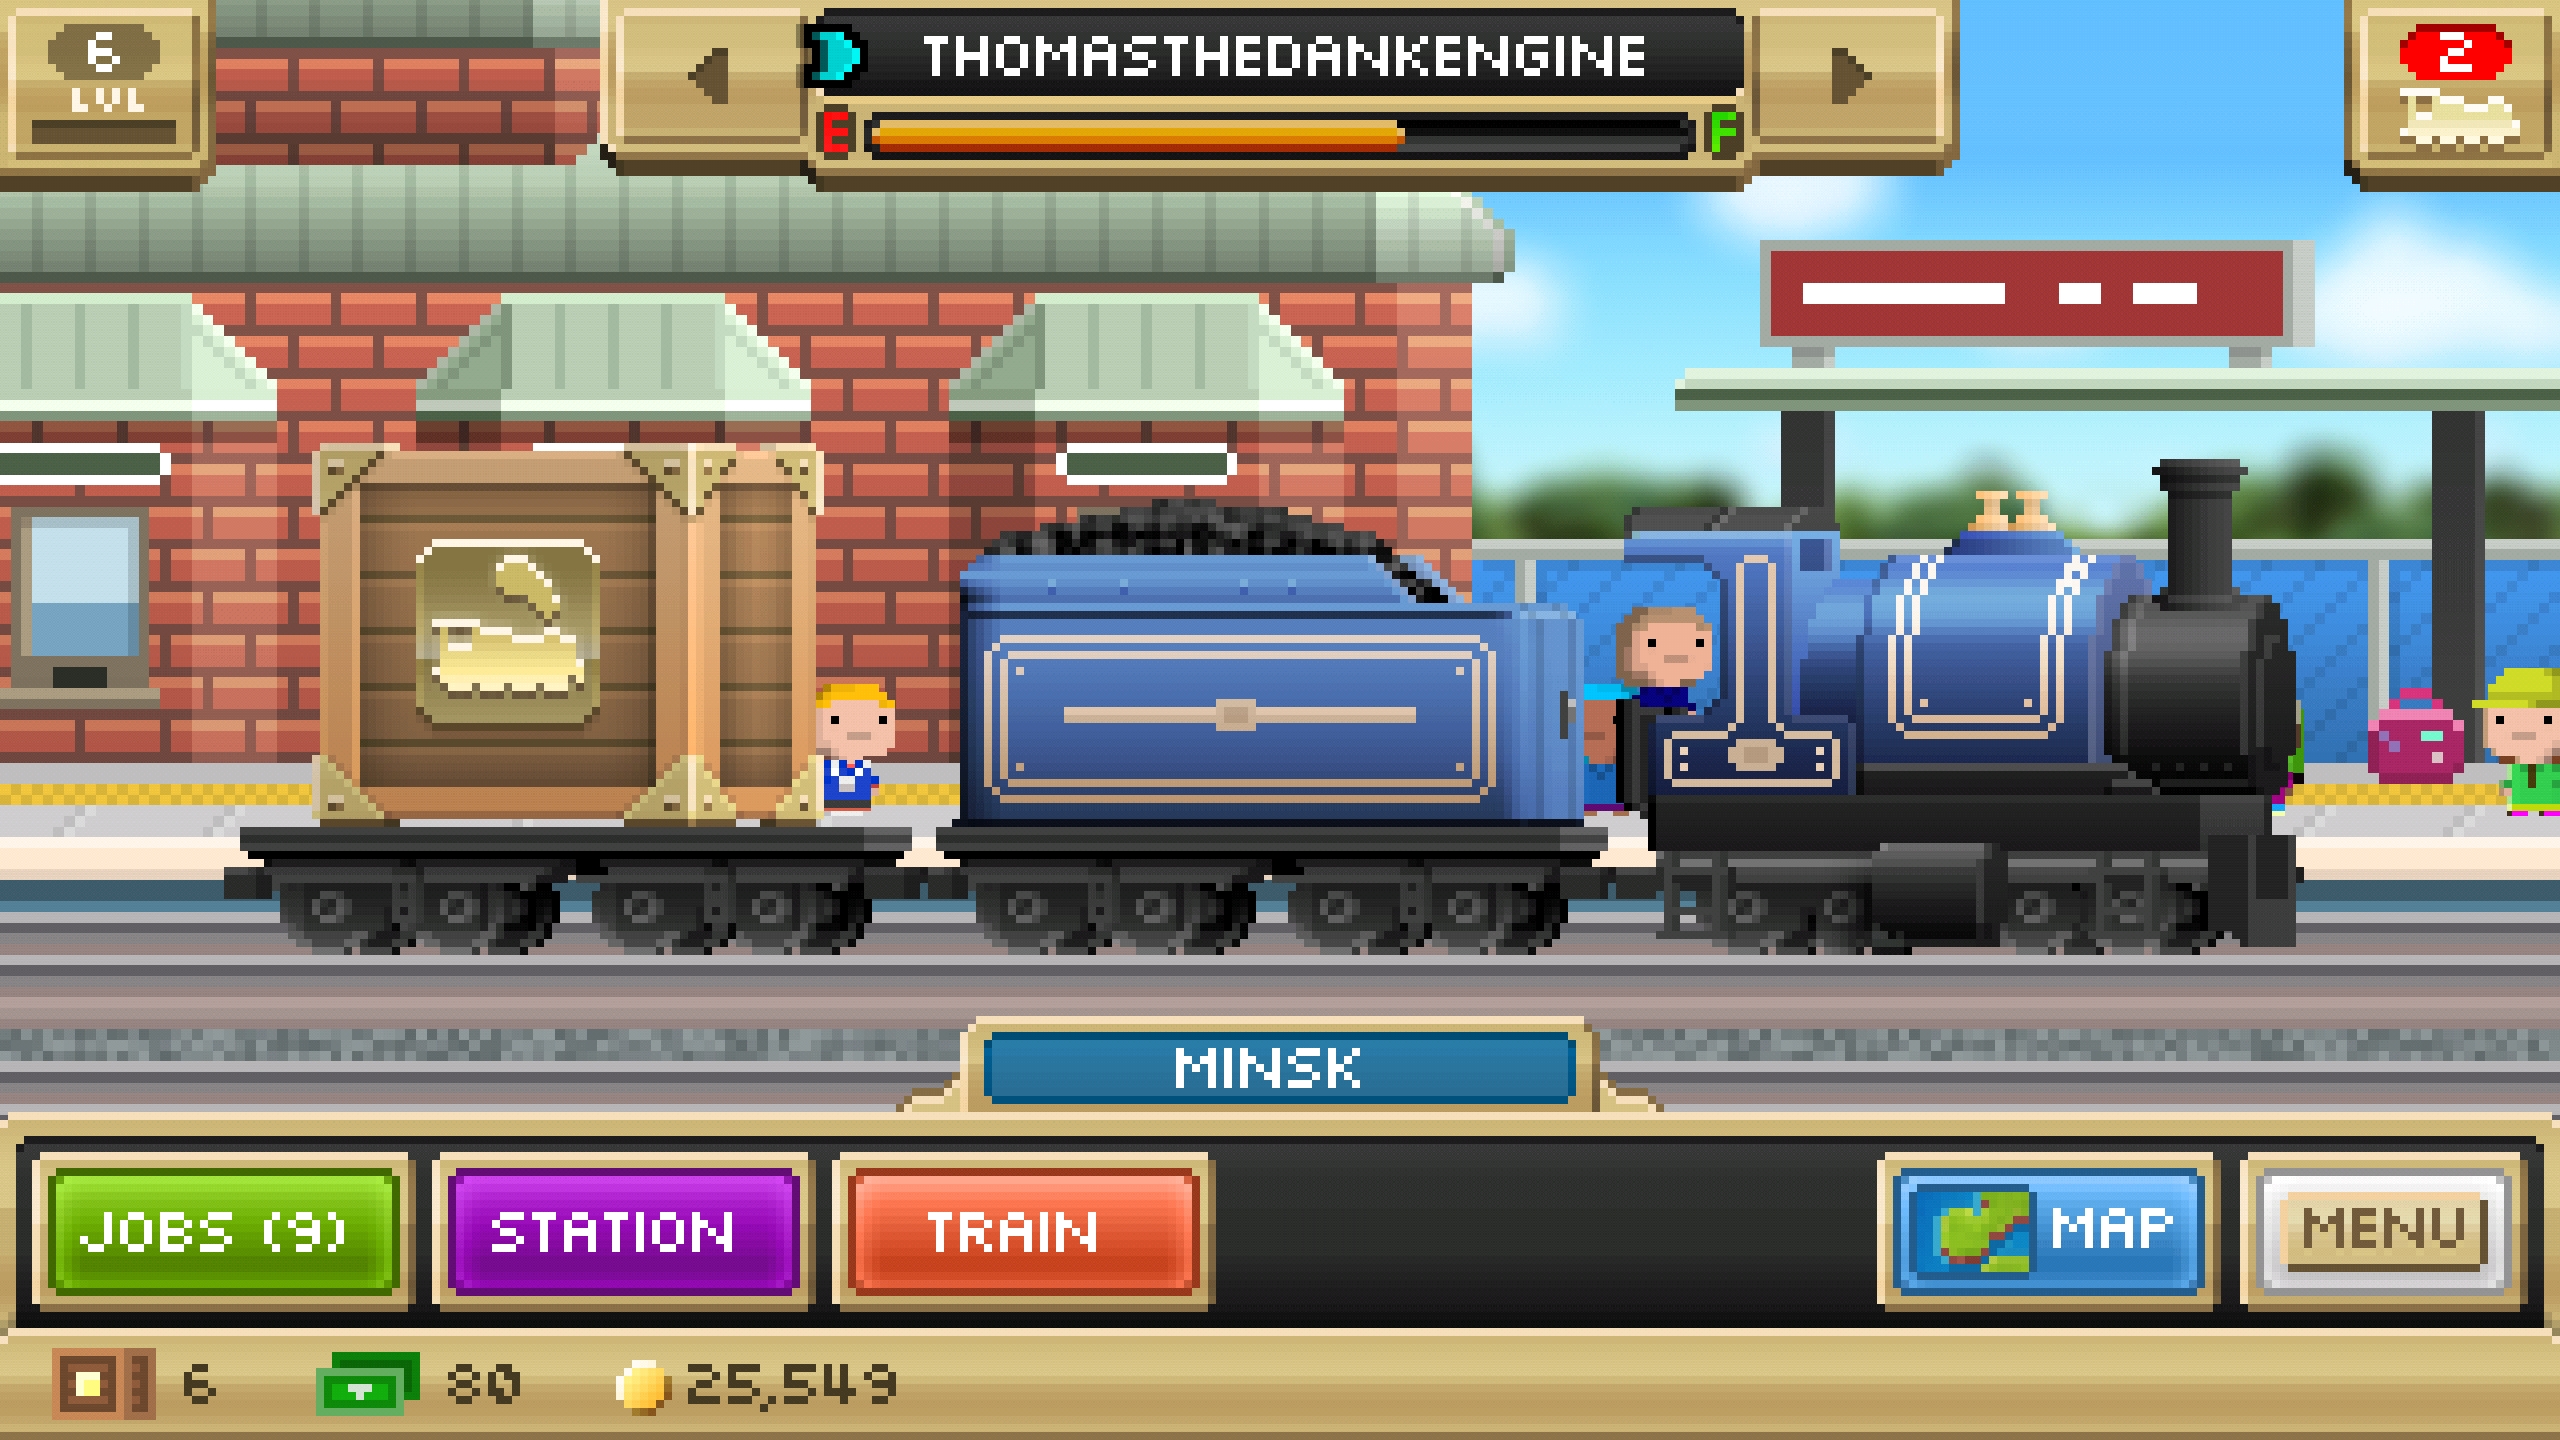 6
LVL
THOMASTHEDANKENGINE
E F
2
MINSK
JOBS (9)
STATION
TRAIN
MAP
MENU
6
80
25,549